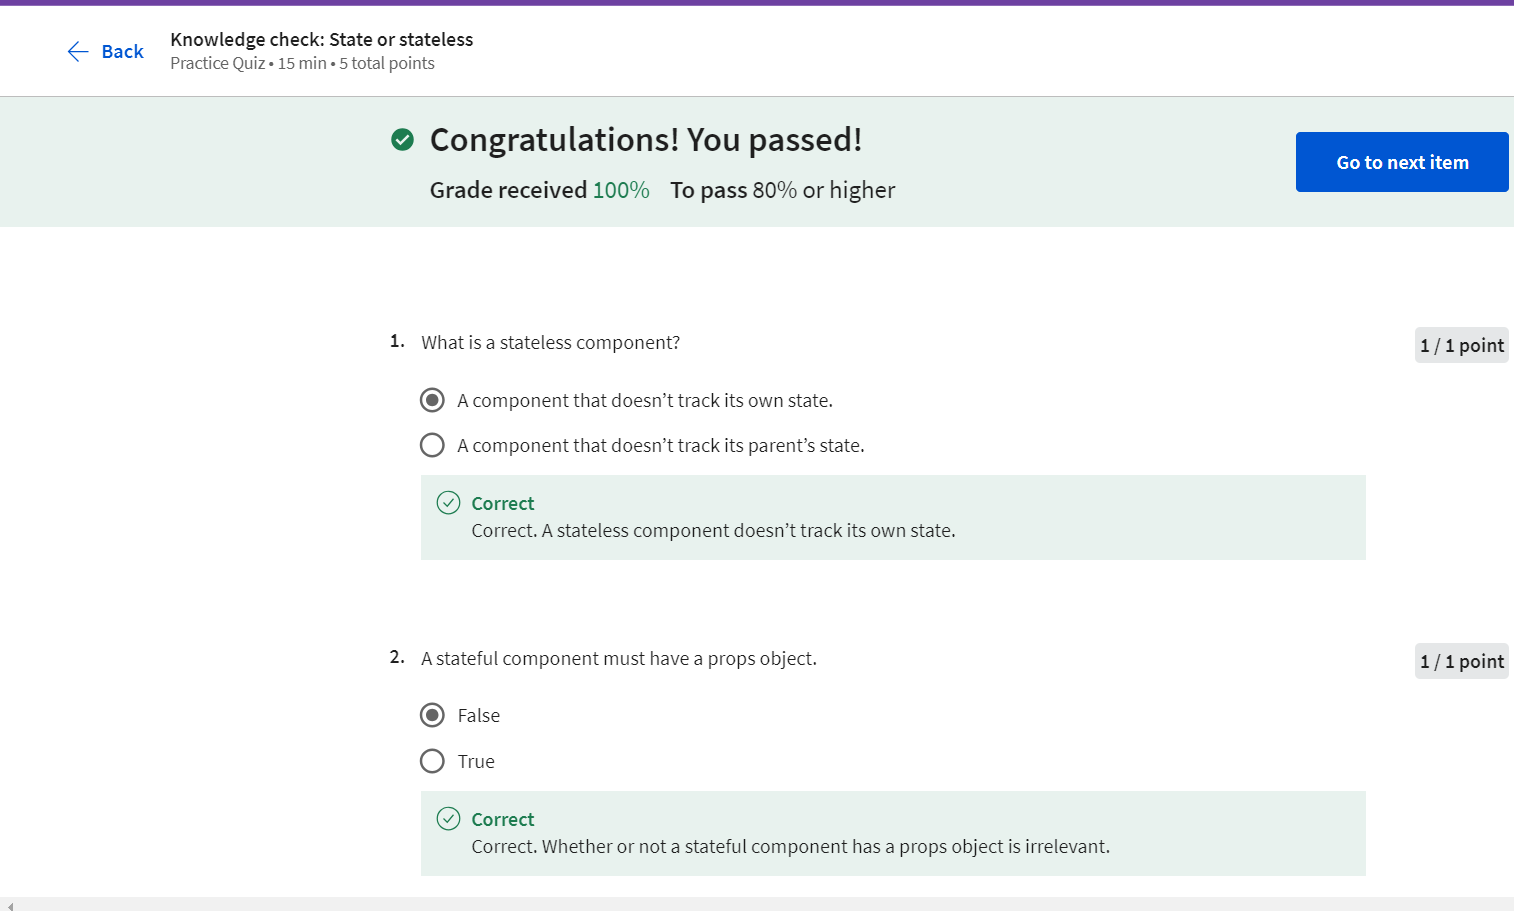 Back
Knowledge check: State or stateless
Practice Quiz • 15 min • 5 total points
Congratulations! You passed!
Grade received 100% To pass 80% or higher
Go to next item
1. What is a stateless component?
1 / 1 point
A component that doesn’t track its own state.
A component that doesn’t track its parent’s state.
Correct
Correct. A stateless component doesn’t track its own state.
2. A stateful component must have a props object.
1 / 1 point
False
True
Correct
Correct. Whether or not a stateful component has a props object is irrelevant.